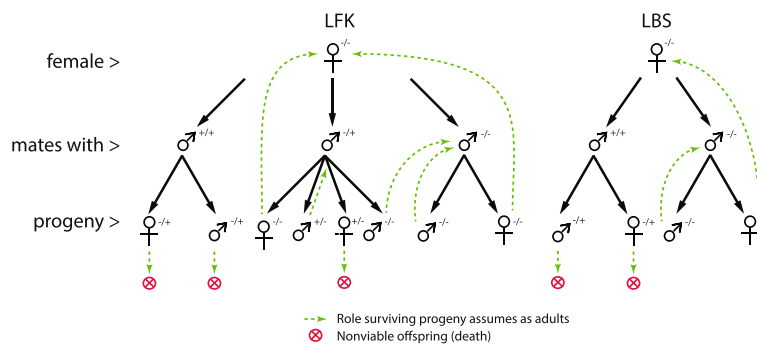 LFK LBS
female > -/- -/-
mates with > +/+ -/+ -/- +/+ -/-
progeny > -/+ -/+ -/- +/- +/- -/- -/- -/- -/+ +/+ -/-
Role surviving progeny assumes as adults
Nonviable offspring (death)